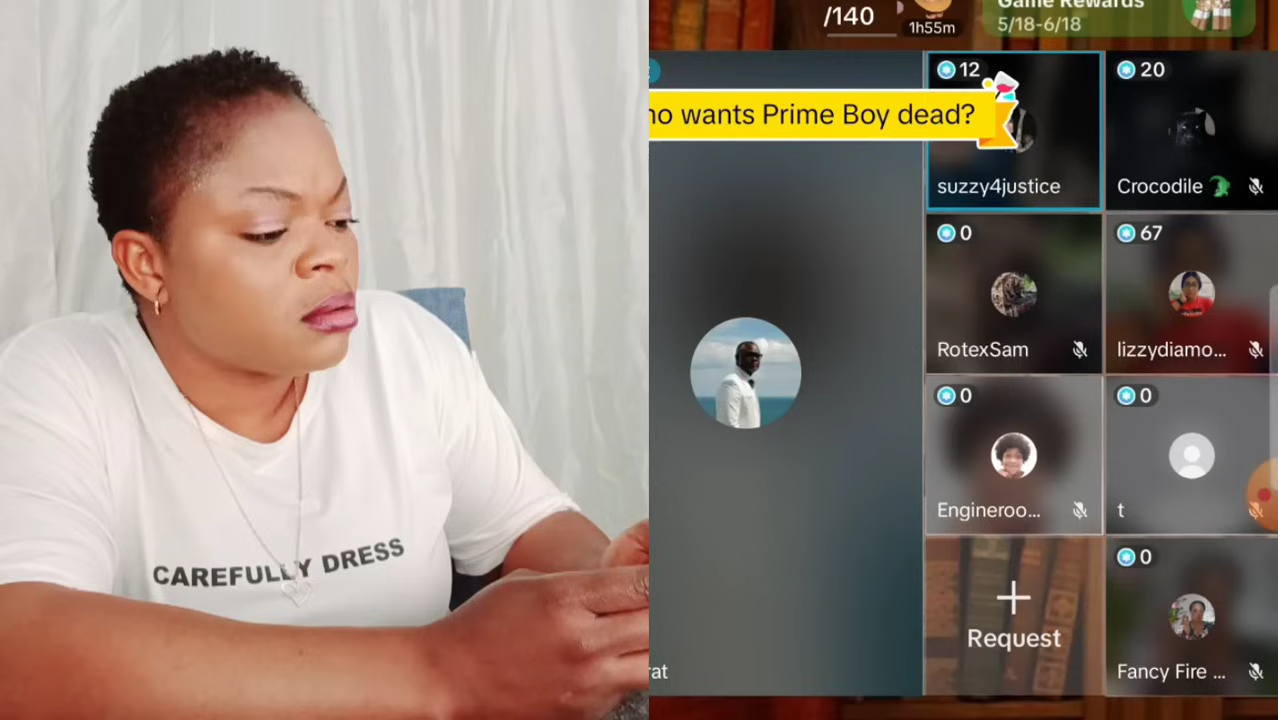 CAREFULLY DRESS
/140
1h55m
Game Rewards
5/18-6/18
12
20
ho wants Prime Boy dead?
suzzy4justice
Crocodile 🐊
0
67
RotexSam
lizzydiamo...
0
0
Engineroo...
t
0
+
Request
rat
Fancy Fire ...